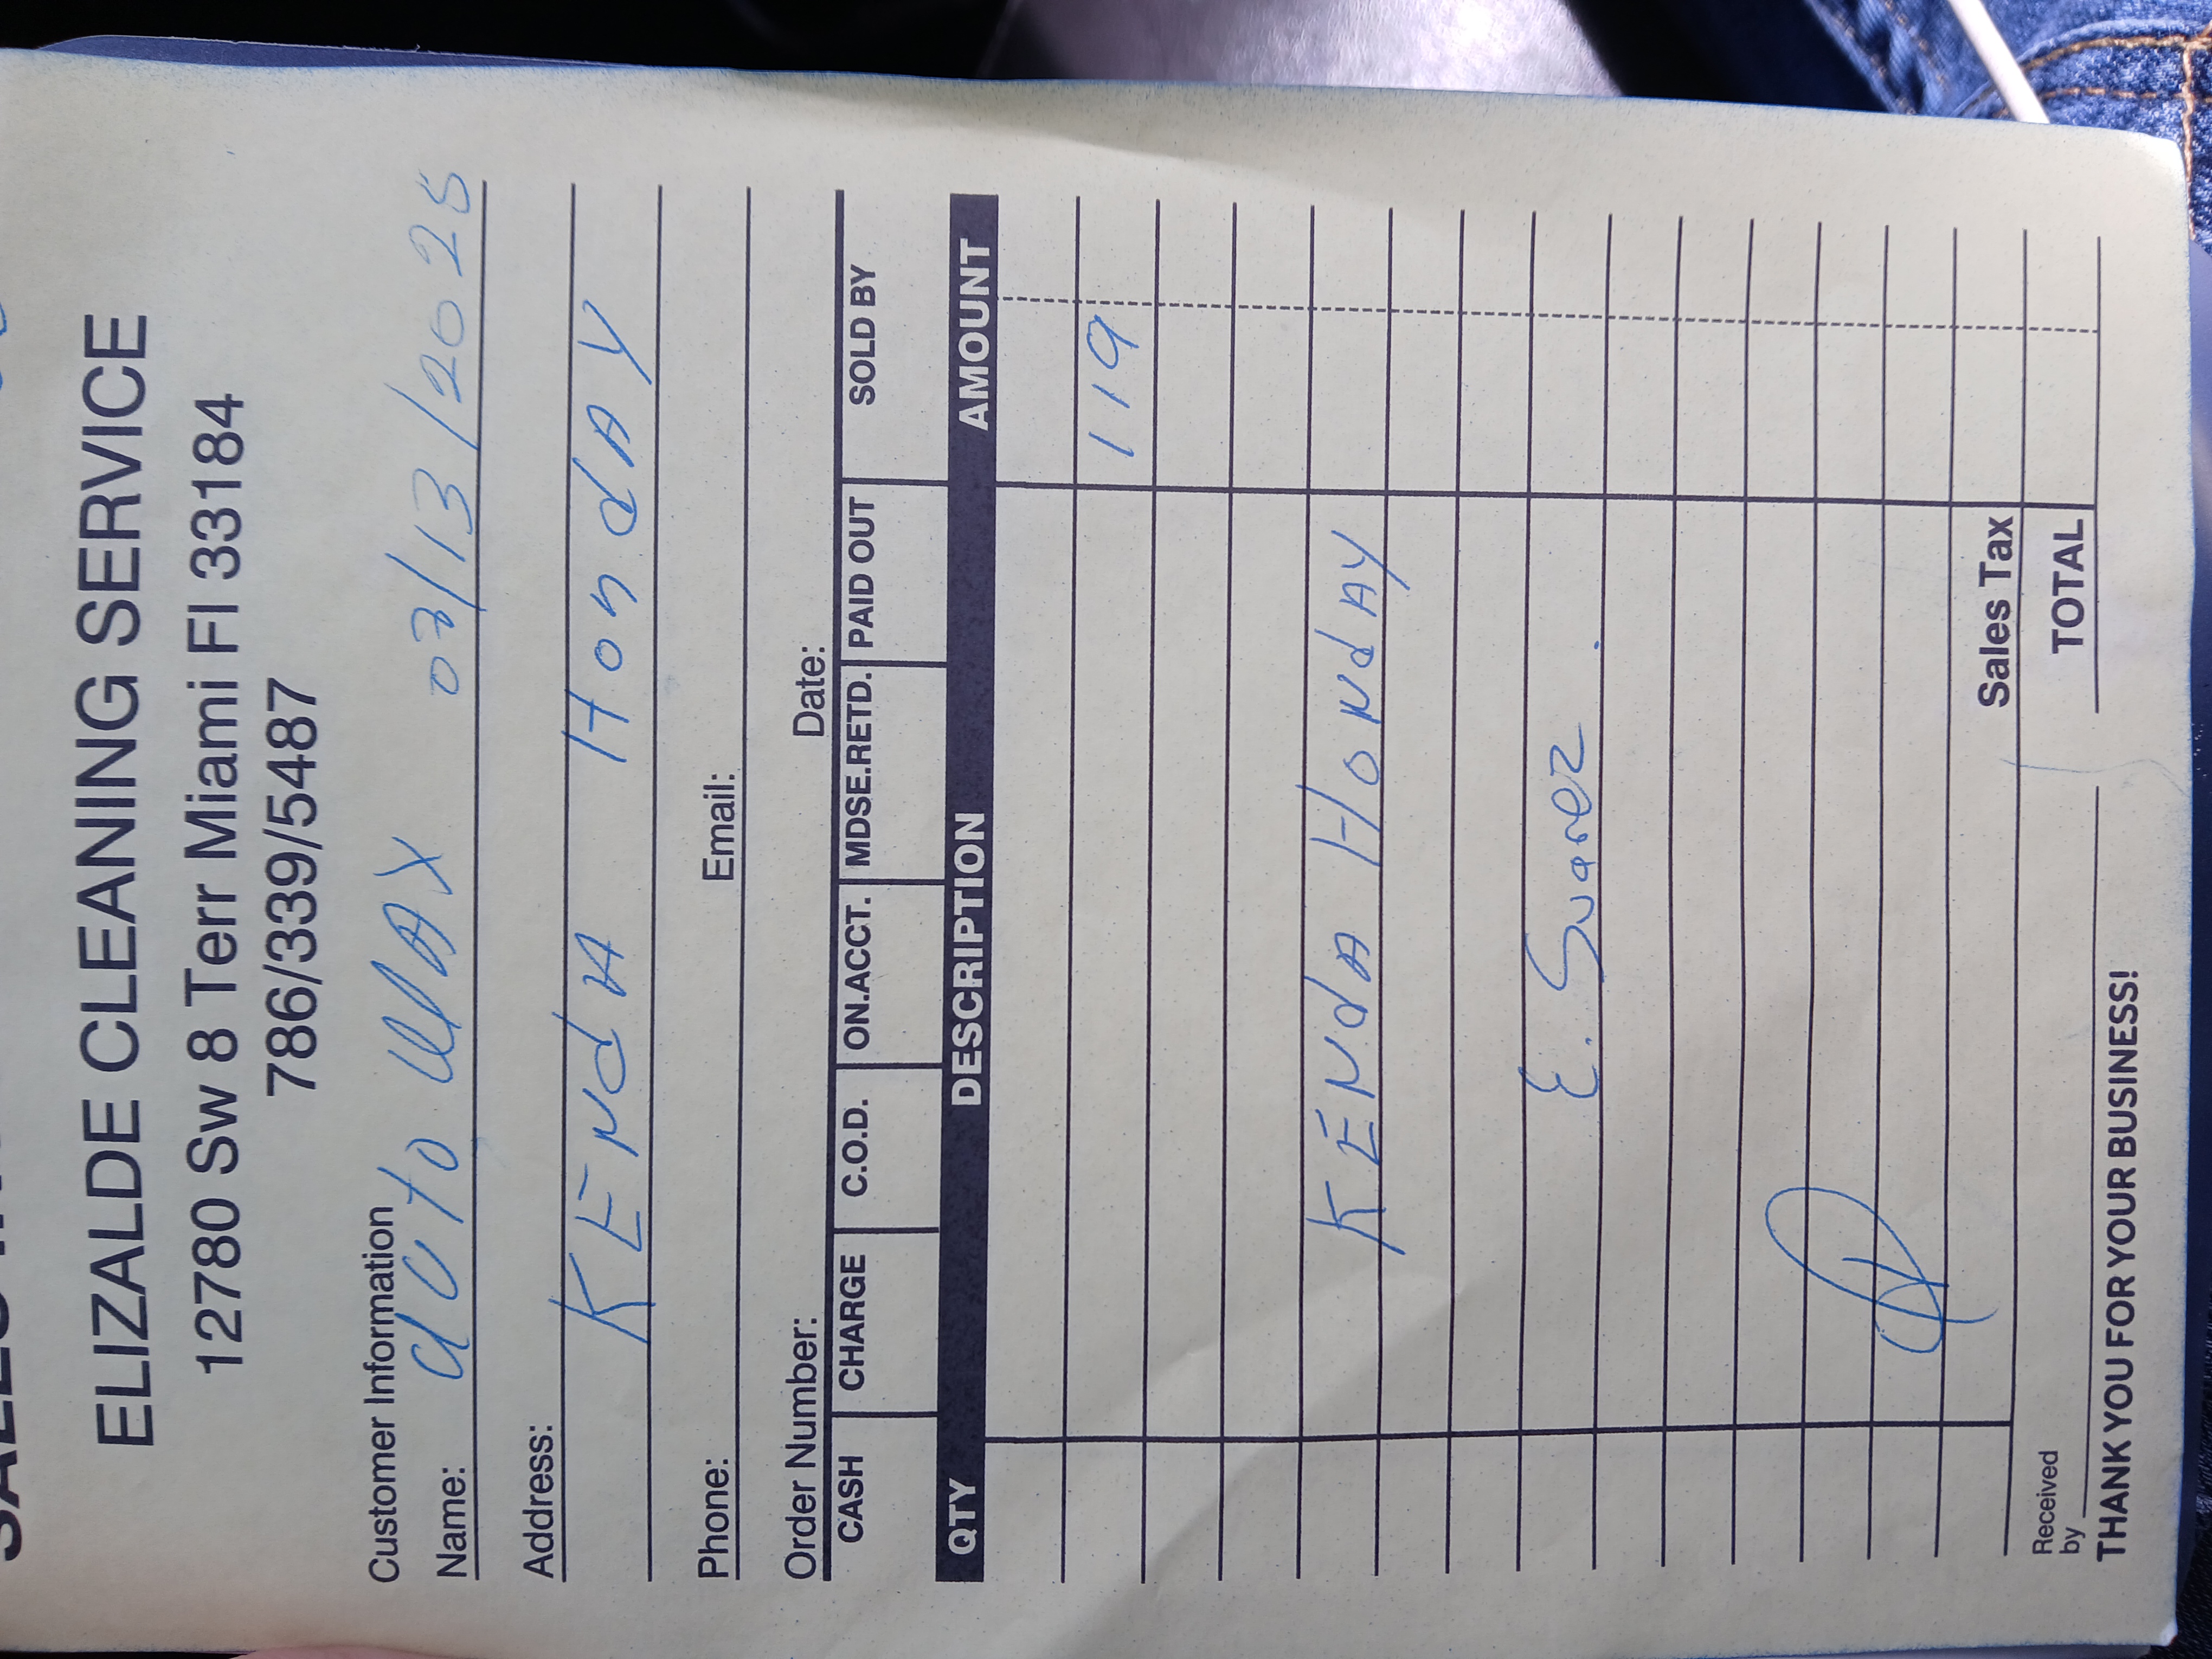 ELIZALDE CLEANING SERVICE
12780 Sw 8 Terr Miami Fl 33184
786/339/5487
Customer Information
Name: auto wax 03/13/2025
Address: KENdA HondAY
Phone: Email:
Order Number: Date:
CASH CHARGE C.O.D. ON.ACCT. MDSE.RETD. PAID OUT SOLD BY
QTY DESCRIPTION AMOUNT
119
KENdA HONdAY
E. Suarez
Sales Tax
Received
by TOTAL
THANK YOU FOR YOUR BUSINESS!